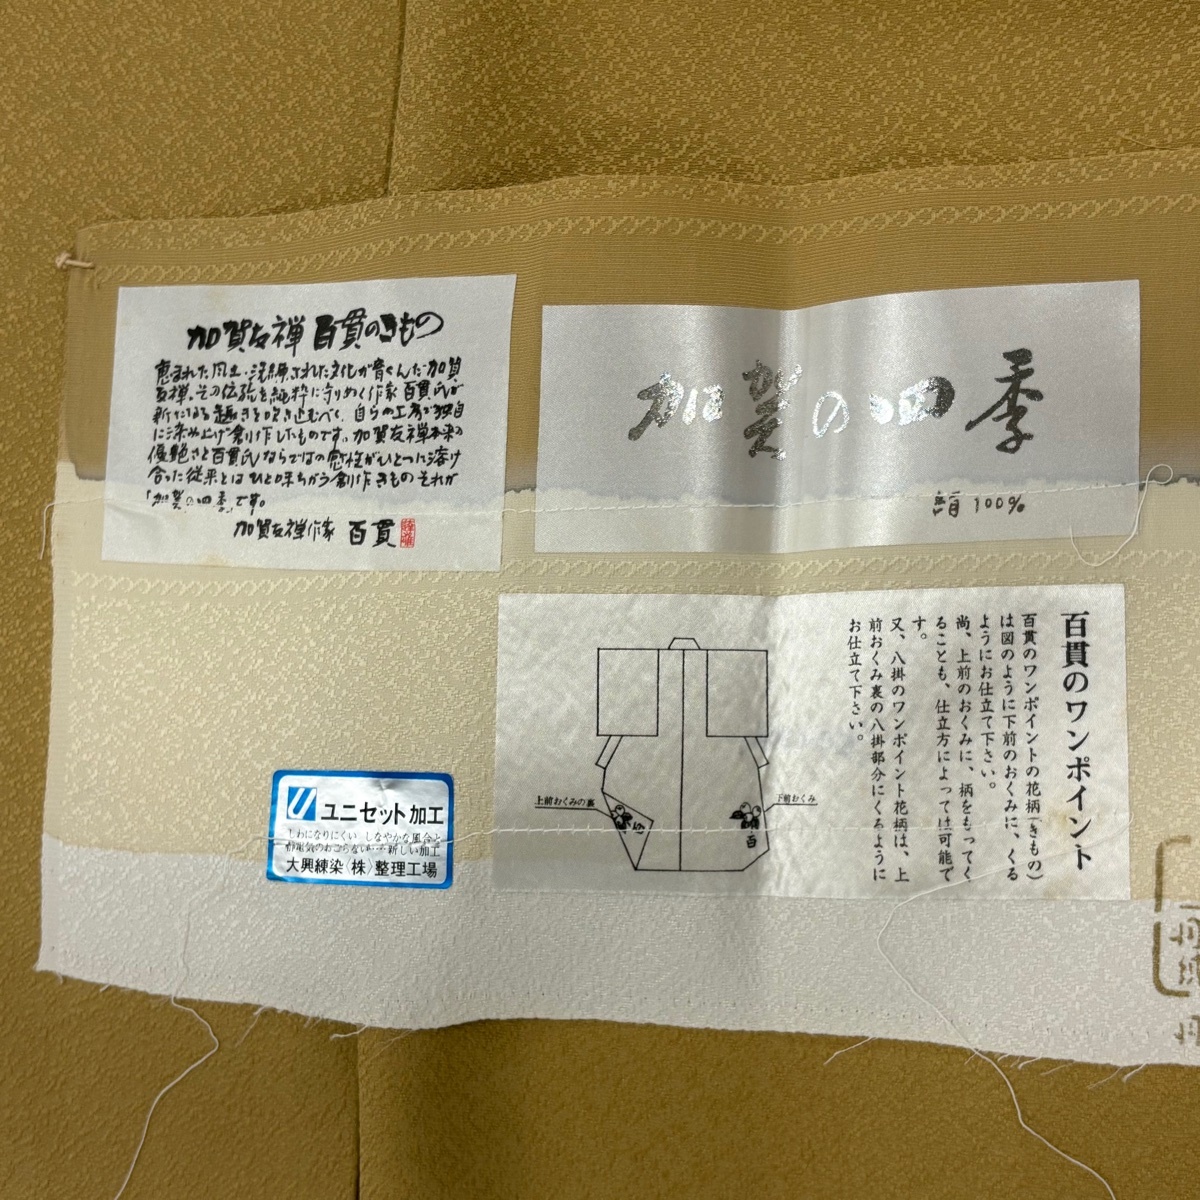 加賀友禅 百貫のきもの
恵まれた風土・洗練された文化が育くんだ加賀
友禅。その伝統を純粋に守りぬく作家百貫氏が
新たなる趣きを吹き込むべく、自らの工房で独自
に染め上げ創作したものです。加賀友禅本来の
優艶さと百貫氏ならではの感性がひとつに溶け
合った従来とはひと味ちがう創作きものそれが
「加賀の四季」です。
加賀友禅作家 百貫
加賀の四季
絹100%
百貫のワンポイント
百貫のワンポイントの花柄(きもの)
は図のように下前のおくみに、くる
ようにお仕立て下さい。
尚、上前のおくみに、柄をもってく
ることも、仕立方によっては可能で
す。
又、八掛のワンポイント花柄は、上
前おくみ裏の八掛部分にくるように
お仕立て下さい。
上前おくみの裏
下前おくみ
百
ユニセット加工
しわになりにくい しなやかな風合と
静電気のおこらない 新しい加工
大興練染〈株〉整理工場